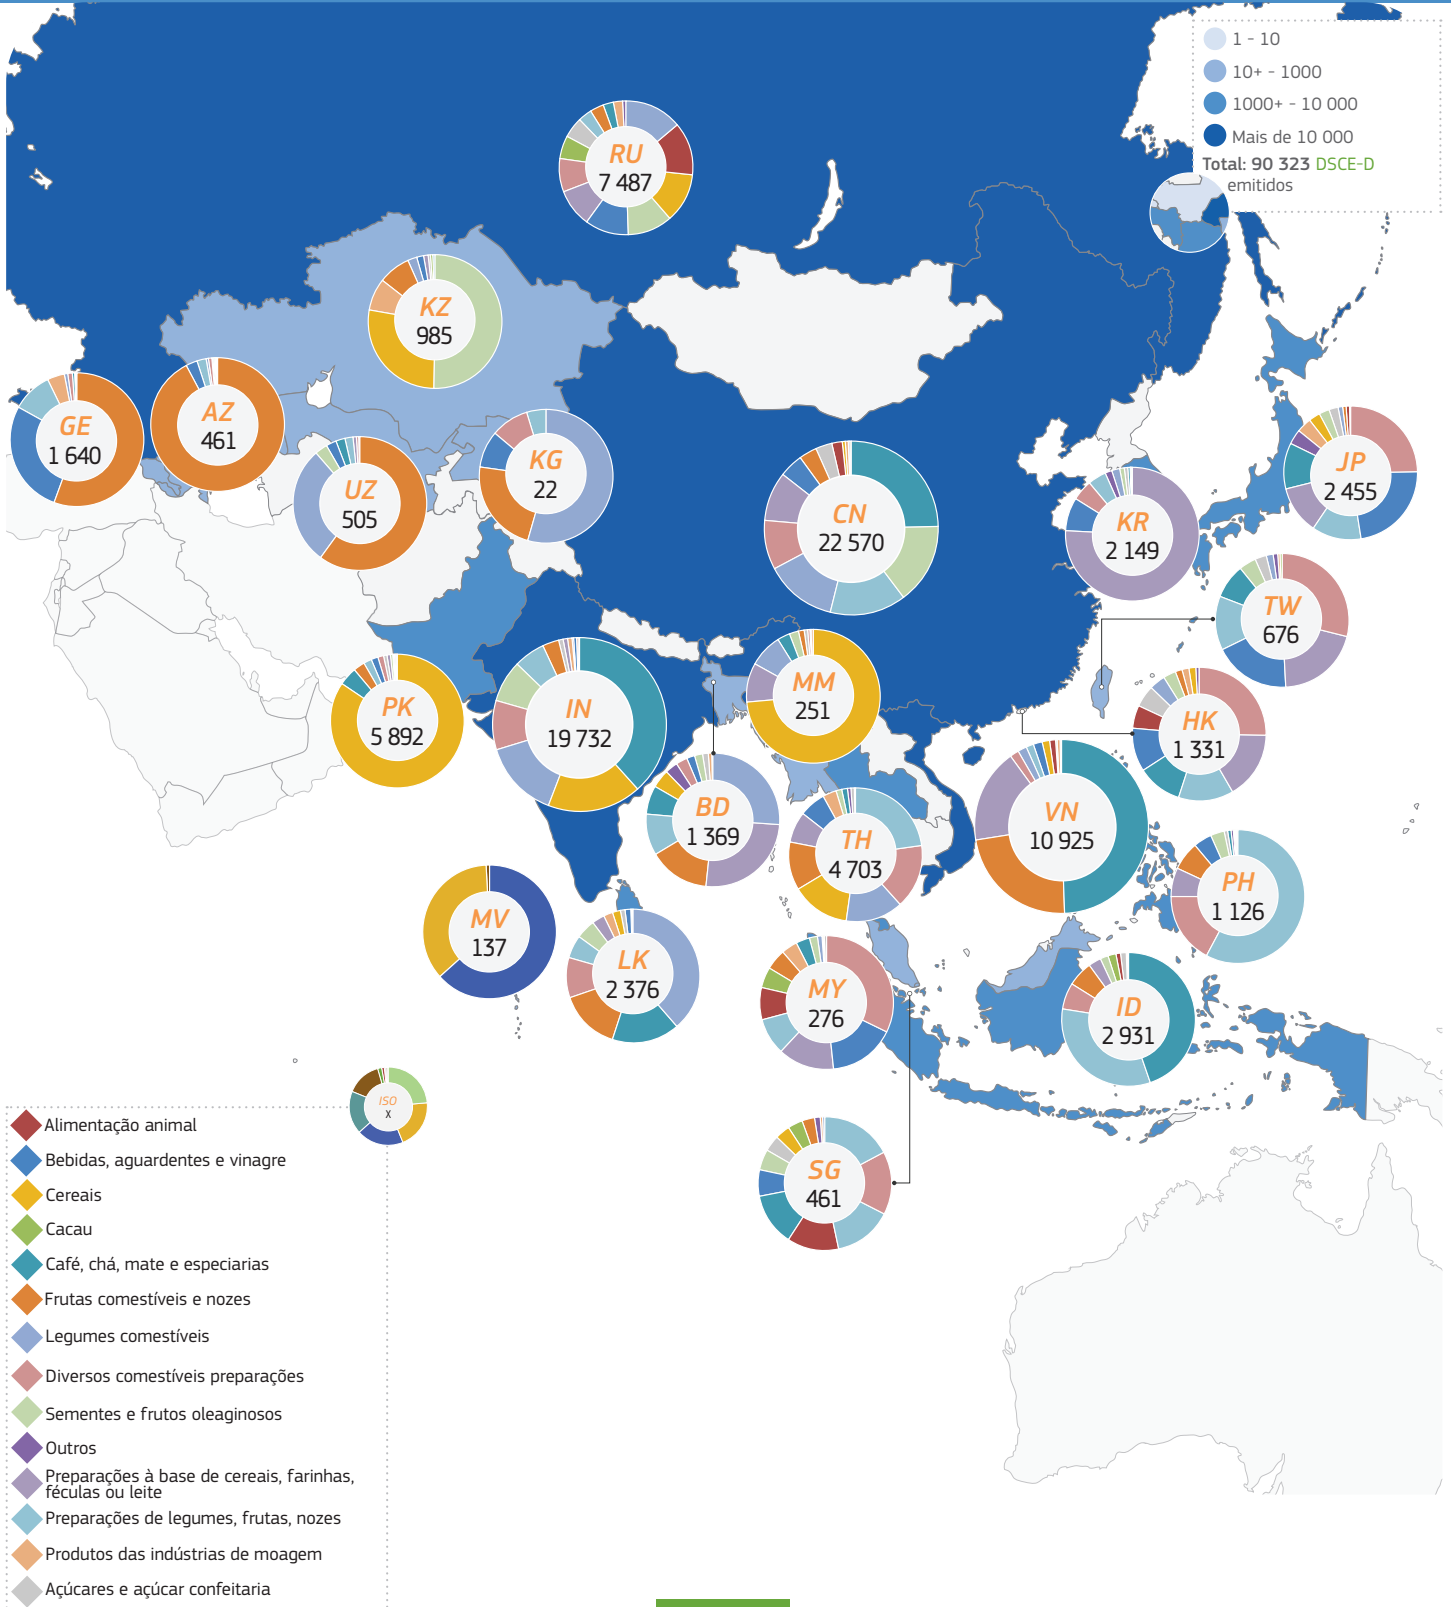 1 - 10
10+ - 1000
1000+ - 10 000
Mais de 10 000
Total: 90 323 DSCE-D
emitidos
RU
7 487
KZ
985
GE
1 640
AZ
461
UZ
505
KG
22
CN
22 570
JP
2 455
KR
2 149
TW
676
PK
5 892
IN
19 732
MM
251
HK
1 331
BD
1 369
TH
4 703
VN
10 925
PH
1 126
MV
137
LK
2 376
MY
276
ID
2 931
SG
461
ISO
X
Alimentação animal
Bebidas, aguardentes e vinagre
Cereais
Cacau
Café, chá, mate e especiarias
Frutas comestíveis e nozes
Legumes comestíveis
Diversos comestíveis preparações
Sementes e frutos oleaginosos
Outros
Preparações à base de cereais, farinhas,
féculas ou leite
Preparações de legumes, frutas, nozes
Produtos das indústrias de moagem
Açúcares e açúcar confeitaria